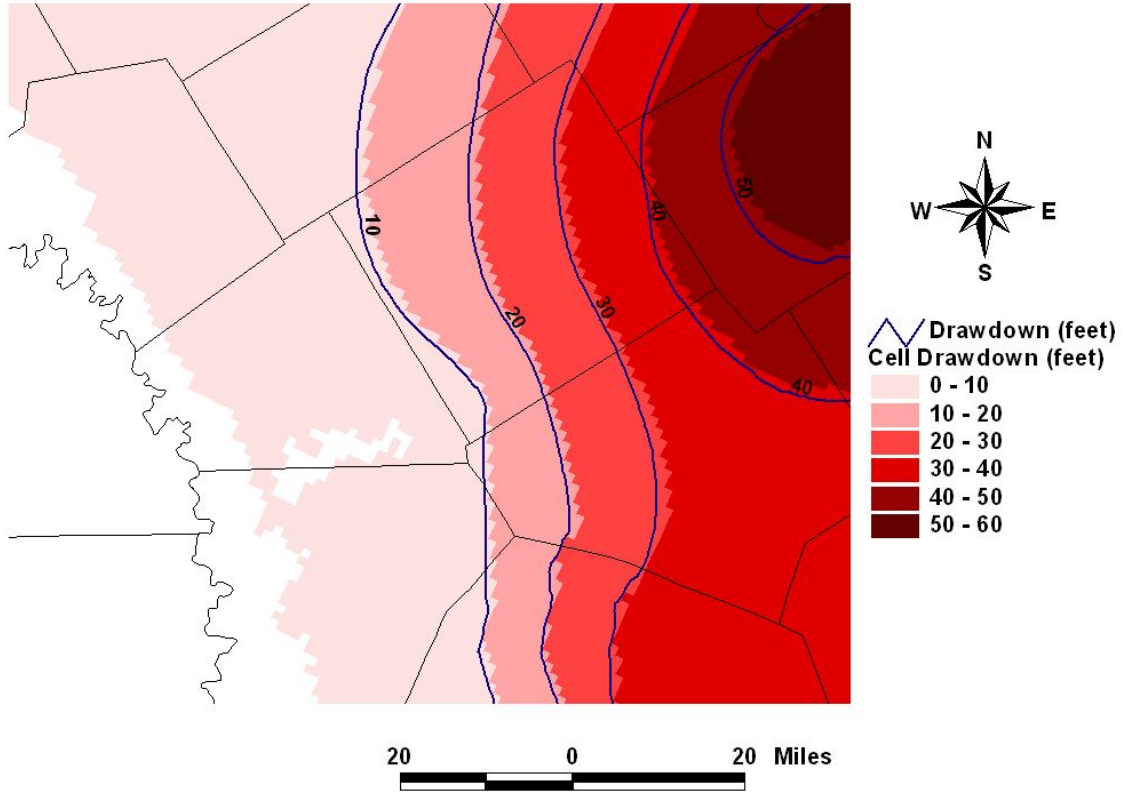 N
W E
S
10
20
30
40
50
40
Drawdown (feet)
Cell Drawdown (feet)
0 - 10
10 - 20
20 - 30
30 - 40
40 - 50
50 - 60
20 0 20 Miles